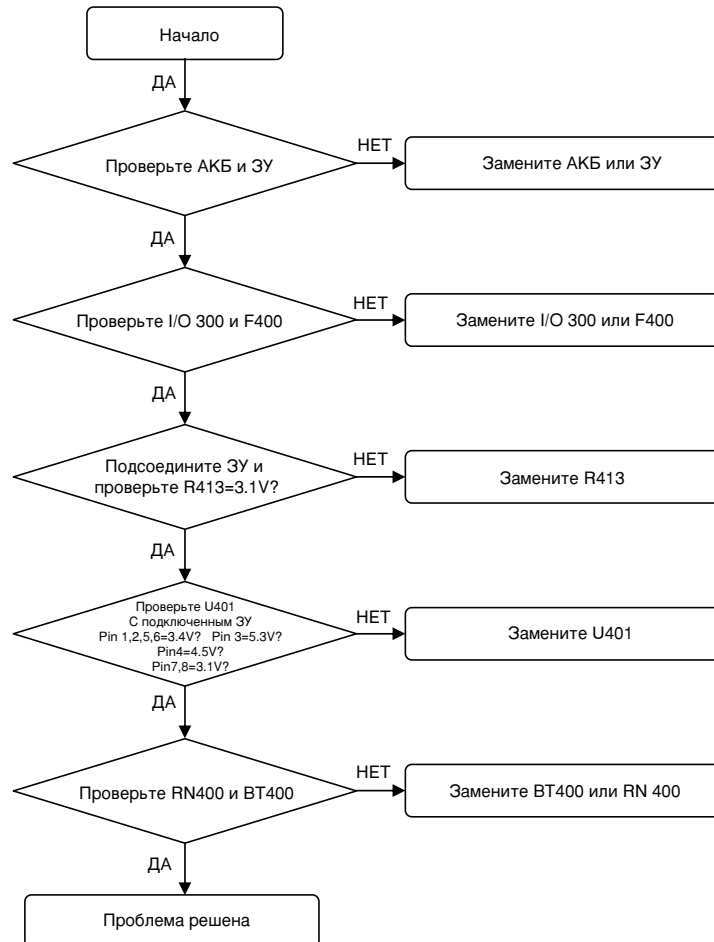 Начало
ДА
Проверьте АКБ и ЗУ
НЕТ
Замените АКБ или ЗУ
ДА
Проверьте I/O 300 и F400
НЕТ
Замените I/O 300 или F400
ДА
Подсоедините ЗУ и
проверьте R413=3.1V?
НЕТ
Замените R413
ДА
Проверьте U401
С подключенным ЗУ
Pin 1,2,5,6=3.4V? Pin 3=5.3V?
Pin4=4.5V?
Pin7,8=3.1V?
НЕТ
Замените U401
ДА
Проверьте RN400 и BT400
НЕТ
Замените BT400 или RN 400
ДА
Проблема решена